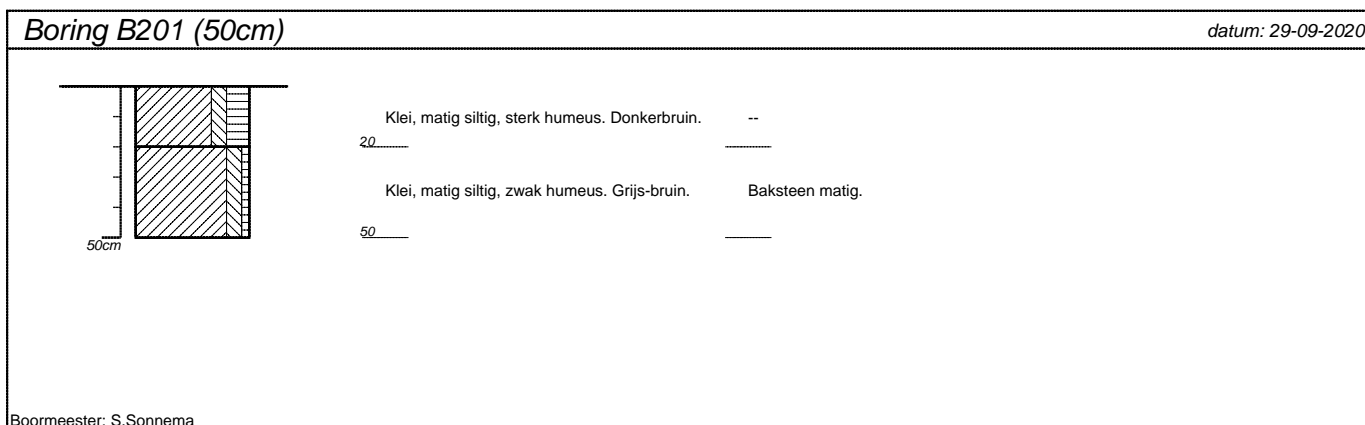 Boring B201 (50cm)
datum: 29-09-2020
Klei, matig siltig, sterk humeus. Donkerbruin. --
20
Klei, matig siltig, zwak humeus. Grijs-bruin. Baksteen matig.
50
50cm
Boormeester: S.Sonnema